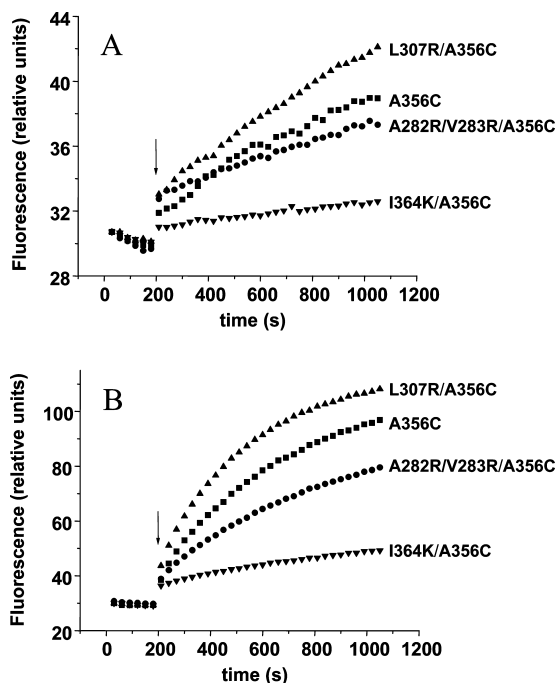 A
Fluorescence (relative units)
44
40
36
32
28
L307R/A356C
A356C
A282R/V283R/A356C
I364K/A356C
0 200 400 600 800 1000 1200
time (s)
B
Fluorescence (relative units)
100
80
60
40
20
L307R/A356C
A356C
A282R/V283R/A356C
I364K/A356C
0 200 400 600 800 1000 1200
time (s)